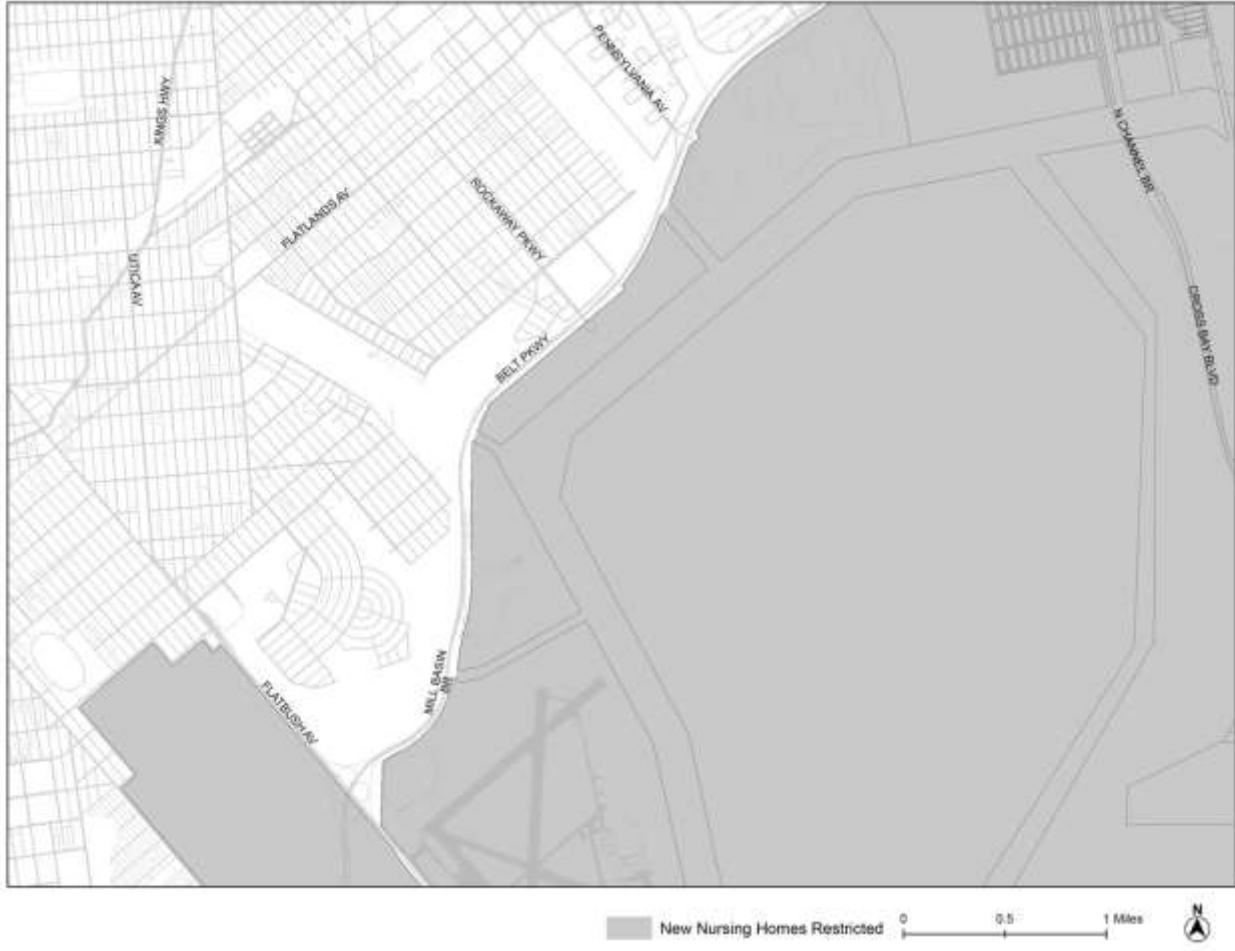 PENNSYLVANIA AV
KINGS HWY
N CHANNEL BR
ROCKAWAY PKWY
FLATLANDS AV
UTICA AV
CROSS BAY BLVD
BELT PKWY
MILL BASIN
BR
FLATBUSH AV
New Nursing Homes Restricted
0 0.5 1 Miles
N